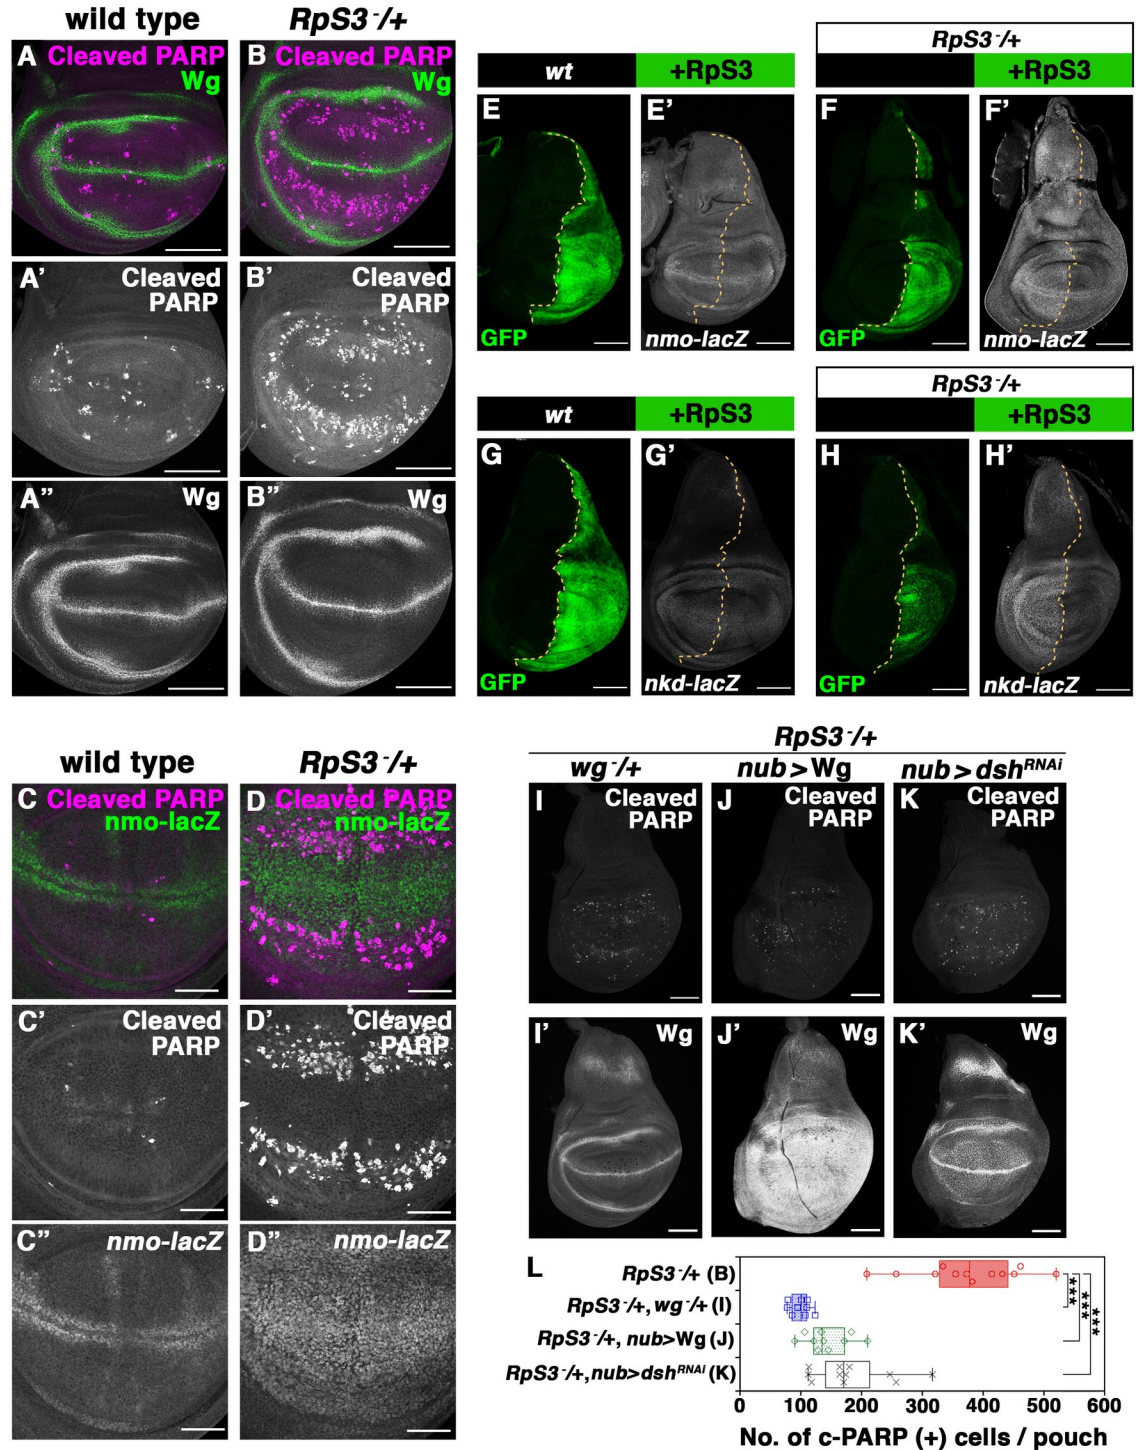 wild type
RpS3⁻/+
A Cleaved PARP
Wg
B Cleaved PARP
Wg
A’ Cleaved
PARP
B’ Cleaved
PARP
A” Wg
B” Wg
wt +RpS3
RpS3⁻/+
+RpS3
E
GFP
E’
nmo-lacZ
F
GFP
F’
nmo-lacZ
wt +RpS3
RpS3⁻/+
+RpS3
G
GFP
G’
nkd-lacZ
H
GFP
H’
nkd-lacZ
wild type
RpS3⁻/+
C Cleaved PARP
nmo-lacZ
D Cleaved PARP
nmo-lacZ
C’ Cleaved
PARP
D’ Cleaved
PARP
C” nmo-lacZ
D” nmo-lacZ
RpS3⁻/+
wg⁻/+ nub>Wg nub>dshRNAi
I Cleaved
PARP
J Cleaved
PARP
K Cleaved
PARP
I’ Wg
J’ Wg
K’ Wg
L
RpS3⁻/+ (B)
RpS3⁻/+, wg⁻/+ (I)
RpS3⁻/+, nub>Wg (J)
RpS3⁻/+,nub>dshRNAi (K)
***
***
***
0 100 200 300 400 500 600
No. of c-PARP (+) cells / pouch